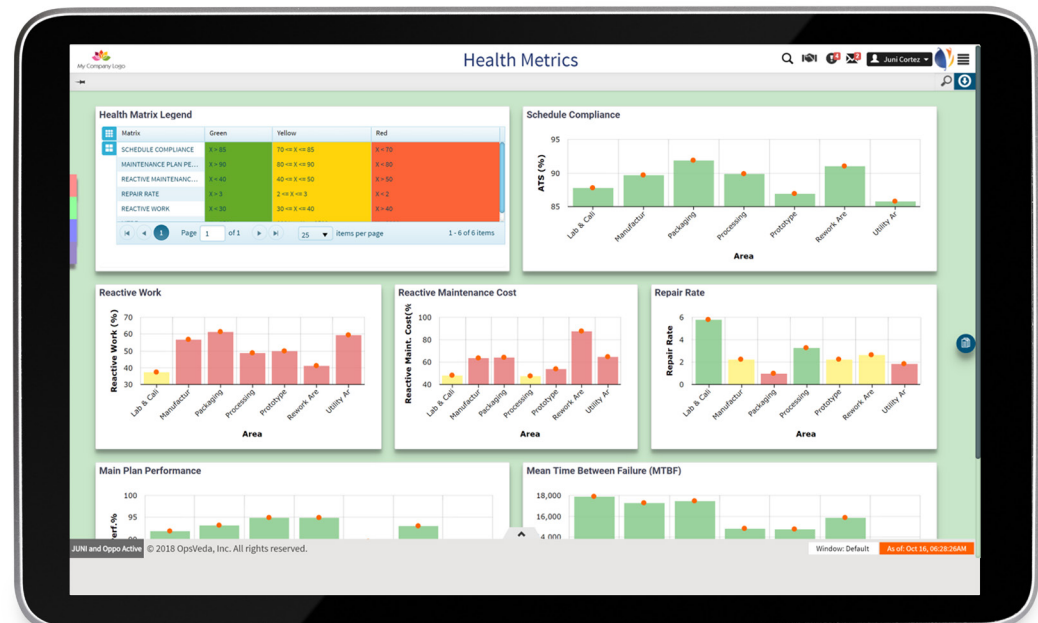 My Company Logo
Health Metrics
4
2
Juni Cortez
Health Matrix Legend
Matrix Green Yellow Red
SCHEDULE COMPLIANCE X > 85 70 <= X <= 85 X < 70
MAINTENANCE PLAN PE... X > 90 80 <= X <= 90 X < 80
REACTIVE MAINTENANC... X < 40 40 <= X <= 50 X > 50
REPAIR RATE X > 3 2 <= X <= 3 X < 2
REACTIVE WORK X < 30 30 <= X <= 40 X > 40
1 Page 1 of 1 25 items per page 1 - 6 of 6 items
Schedule Compliance
ATS (%)
95
90
85
Lab & Cali
Manufactur
Packaging
Processing
Prototype
Rework Are
Utility Ar
Area
Reactive Work
Reactive Work (%)
70
60
50
40
30
Lab & Cali
Manufactur
Packaging
Processing
Prototype
Rework Are
Utility Ar
Area
Reactive Maintenance Cost
Reactive Maint. Cost(%
100
80
60
40
Lab & Cali
Manufactur
Packaging
Processing
Prototype
Rework Are
Utility Ar
Area
Repair Rate
Repair Rate
6
4
2
0
Lab & Cali
Manufactur
Packaging
Processing
Prototype
Rework Are
Utility Ar
Area
Main Plan Performance
erf.%
100
95
Mean Time Between Failure (MTBF)
18,000
16,000
JUNI and Oppo Active © 2018 OpsVeda, Inc. All rights reserved.
Window: Default As of: Oct 16, 06:28:26AM